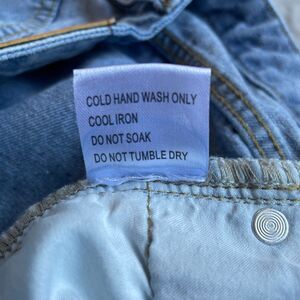 COLD HAND WASH ONLY
COOL IRON
DO NOT SOAK
DO NOT TUMBLE DRY